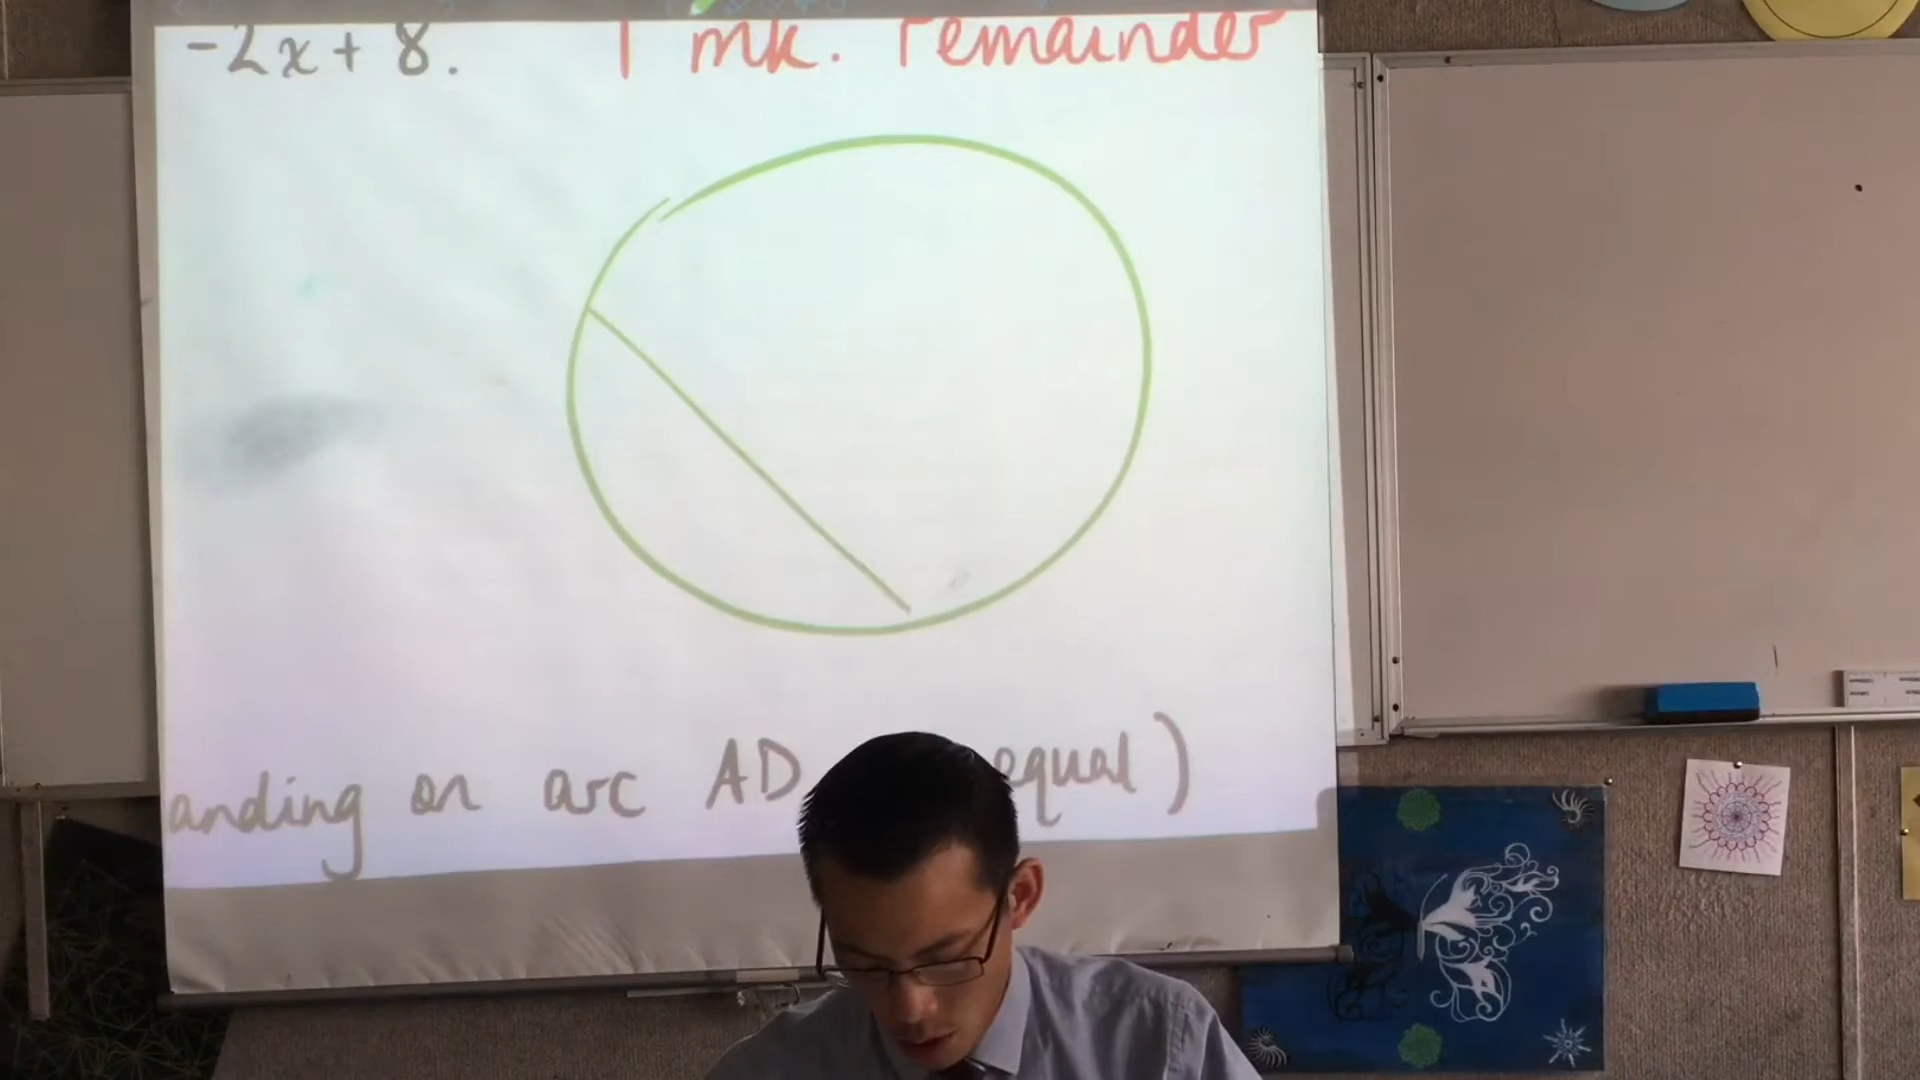 -2x + 8. 1 mk. remainder
anding on arc AD equal)